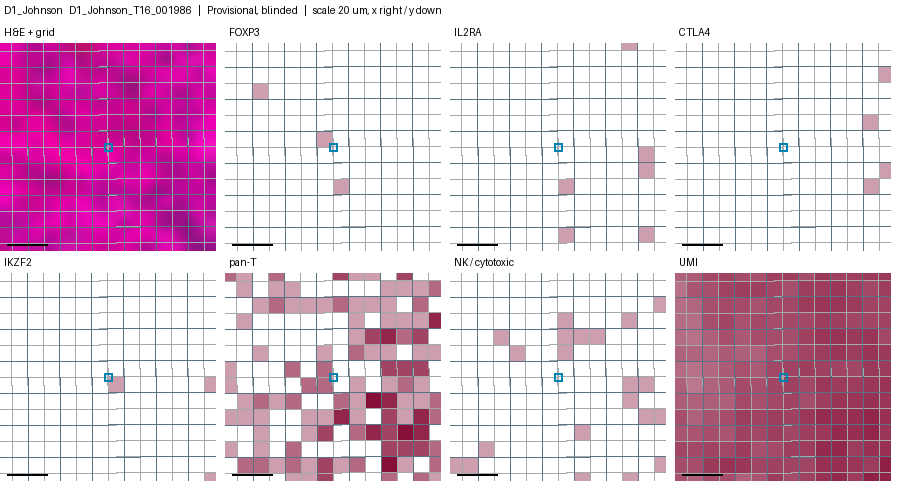 D1_Johnson D1_Johnson_T16_001986 | Provisional, blinded | scale 20 um, x right / y down
H&E + grid
FOXP3
IL2RA
CTLA4
IKZF2
pan-T
NK / cytotoxic
UMI